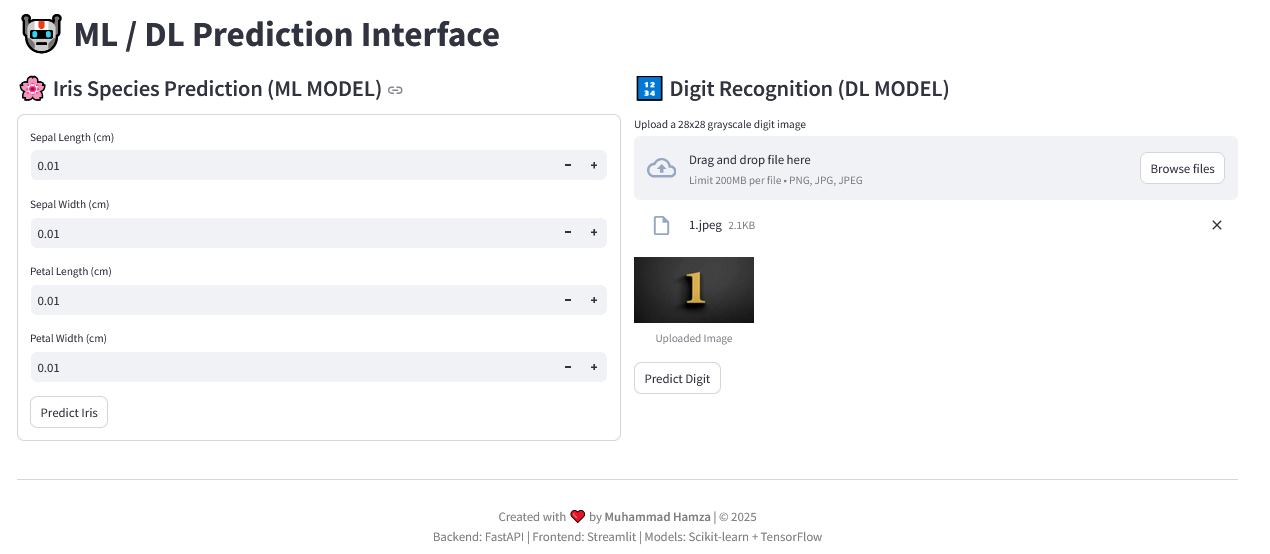 ML / DL Prediction Interface
Iris Species Prediction (ML MODEL)
Sepal Length (cm)
0.01
Sepal Width (cm)
0.01
Petal Length (cm)
0.01
Petal Width (cm)
0.01
Predict Iris
12
34
Digit Recognition (DL MODEL)
Upload a 28x28 grayscale digit image
Drag and drop file here
Limit 200MB per file • PNG, JPG, JPEG
Browse files
1.jpeg 2.1KB
1
Uploaded Image
Predict Digit
Created with ❤️ by Muhammad Hamza | © 2025
Backend: FastAPI | Frontend: Streamlit | Models: Scikit-learn + TensorFlow